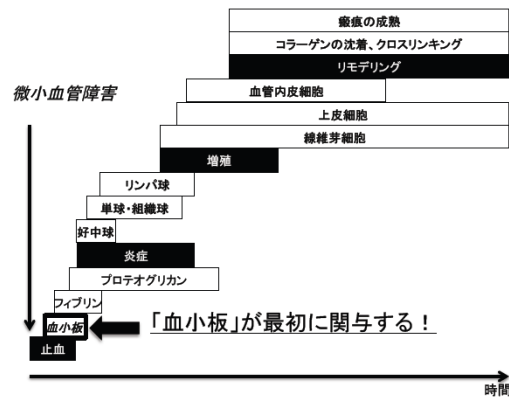 瘢痕の成熟
コラーゲンの沈着、クロスリンキング
リモデリング
微小血管障害
血管内皮細胞
上皮細胞
線維芽細胞
増殖
リンパ球
単球・組織球
好中球
炎症
プロテオグリカン
フィブリン
血小板
「血小板」が最初に関与する！
止血
時間